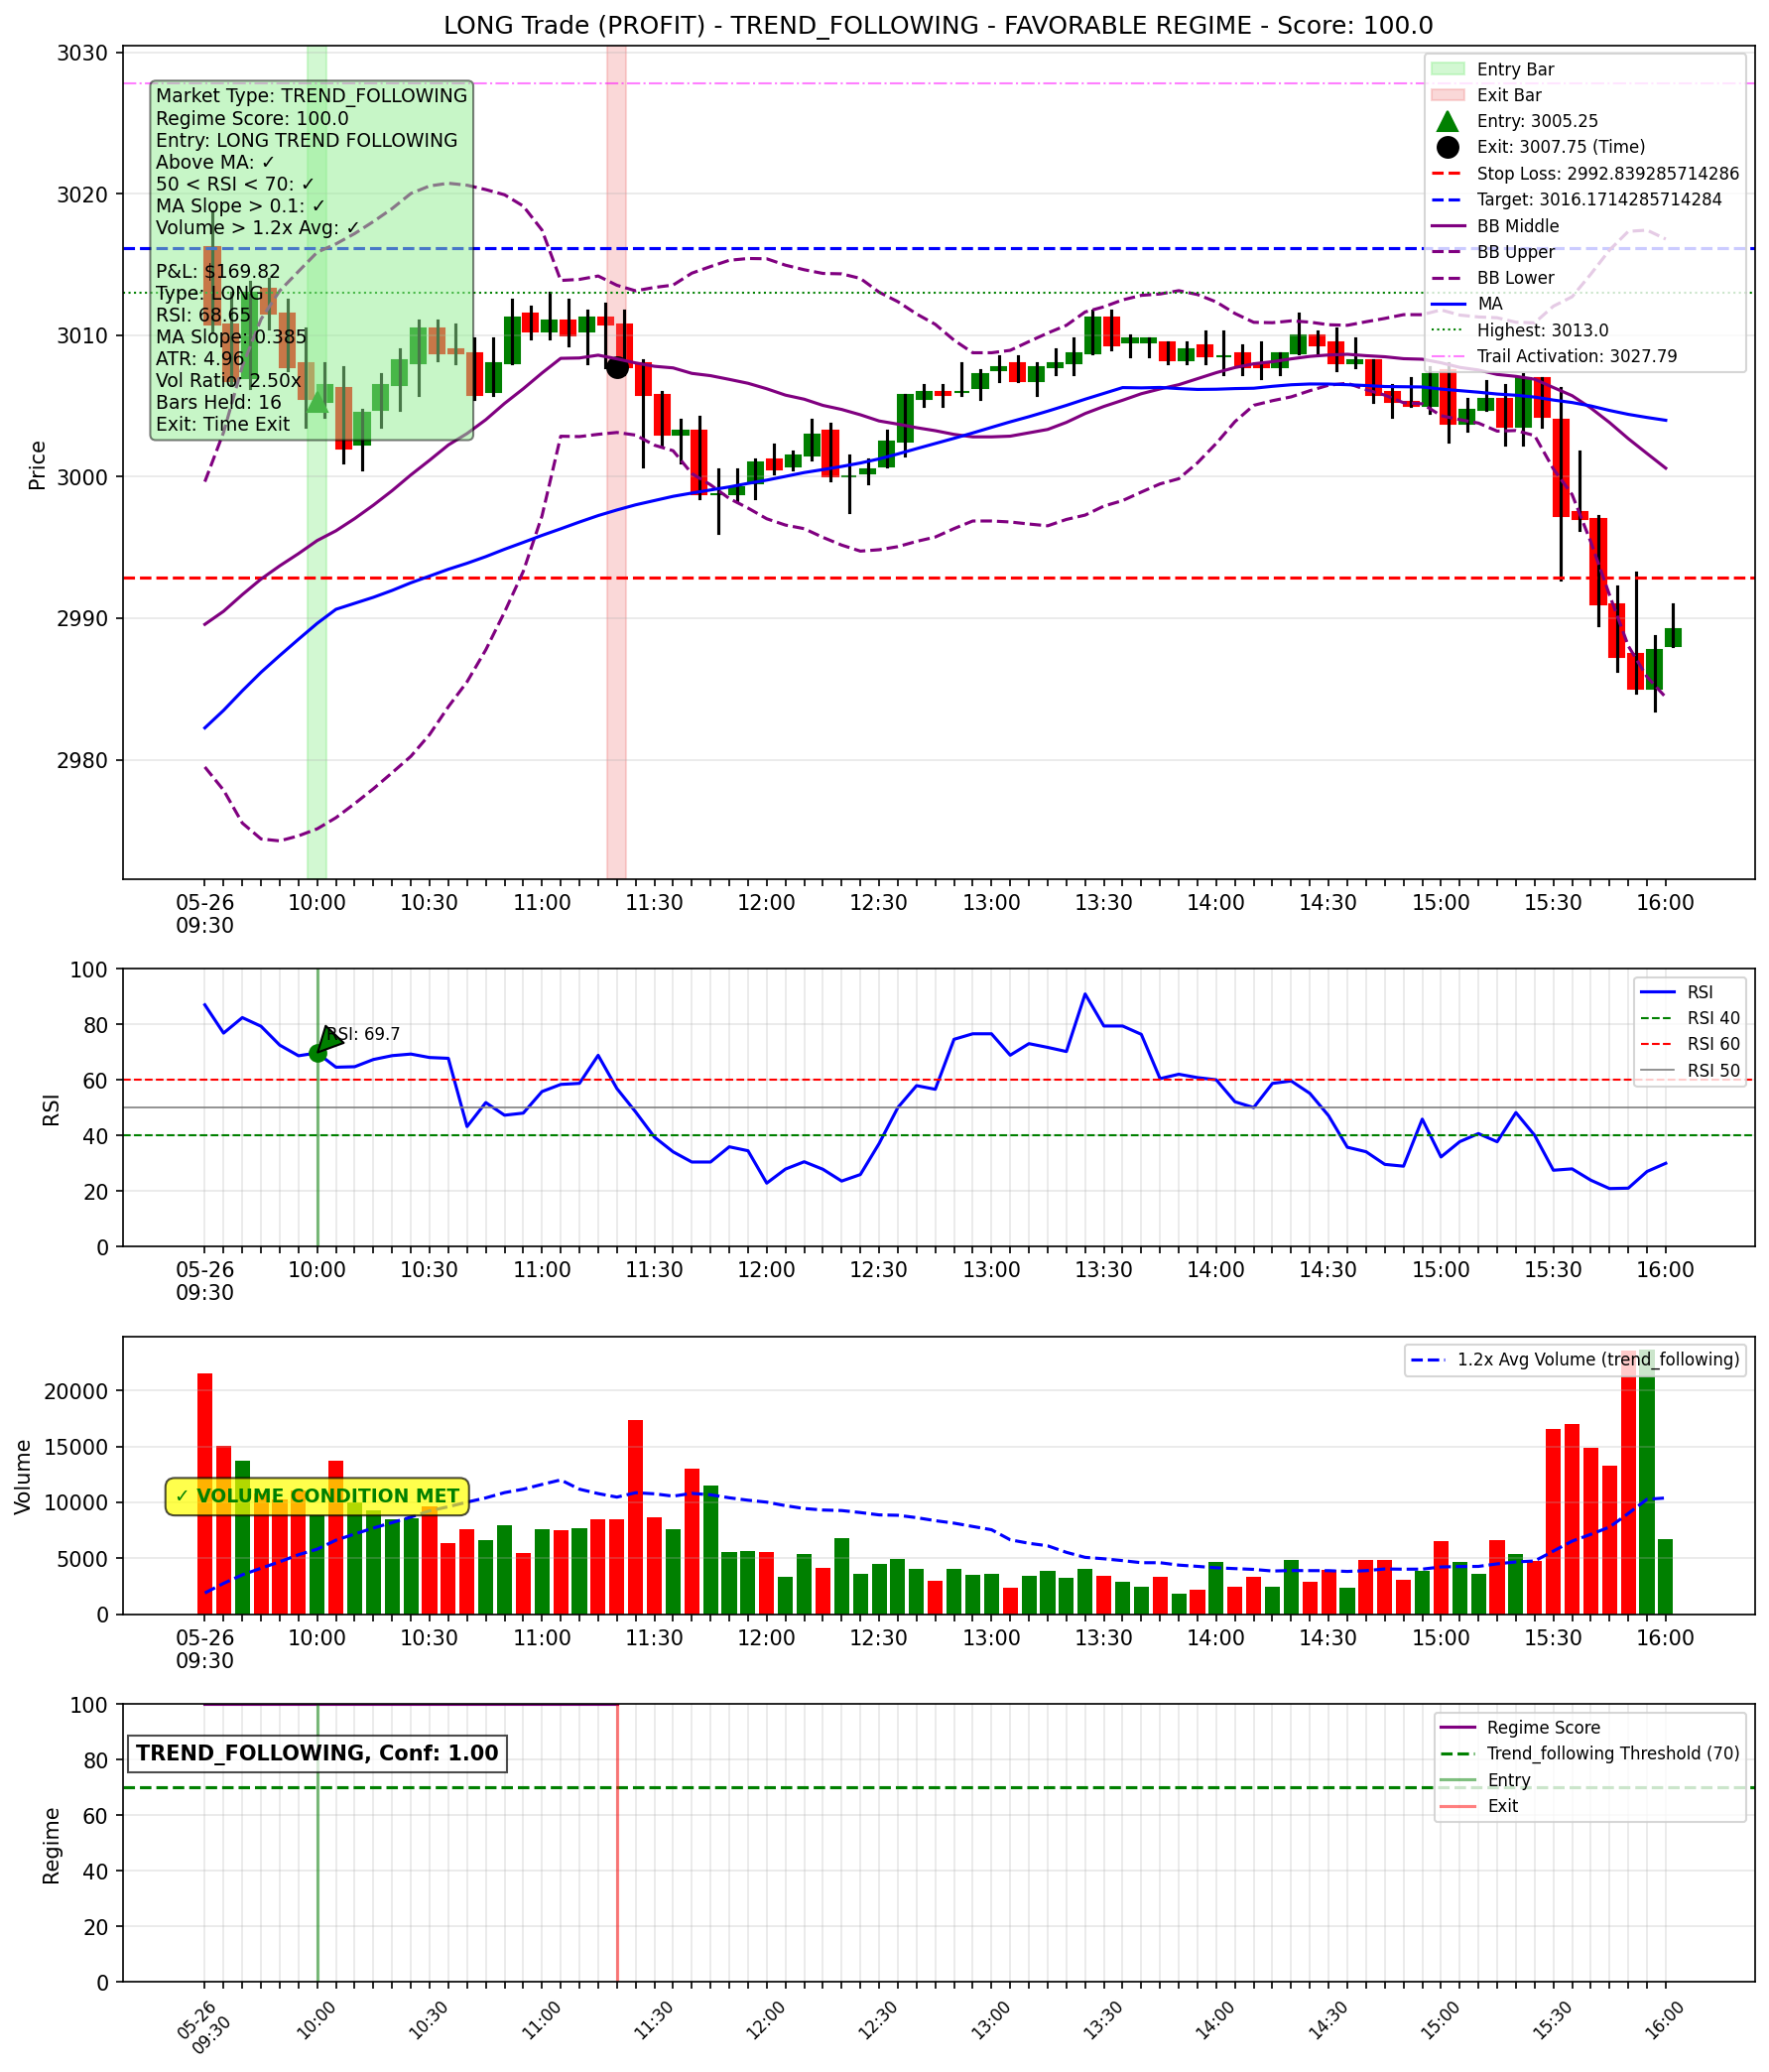 LONG Trade (PROFIT) - TREND_FOLLOWING - FAVORABLE REGIME - Score: 100.0
Price
3030
3020
3010
3000
2990
2980
Market Type: TREND_FOLLOWING
Regime Score: 100.0
Entry: LONG TREND FOLLOWING
Above MA: ✓
50 < RSI < 70: ✓
MA Slope > 0.1: ✓
Volume > 1.2x Avg: ✓
P&L: $169.82
Type: LONG
RSI: 68.65
MA Slope: 0.385
ATR: 4.96
Vol Ratio: 2.50x
Bars Held: 16
Exit: Time Exit
Entry Bar
Exit Bar
Entry: 3005.25
Exit: 3007.75 (Time)
Stop Loss: 2992.839285714286
Target: 3016.1714285714284
BB Middle
BB Upper
BB Lower
MA
Highest: 3013.0
Trail Activation: 3027.79
05-26 10:00 10:30 11:00 11:30 12:00 12:30 13:00 13:30 14:00 14:30 15:00 15:30 16:00
09:30
RSI
100
80
60
40
20
0
RSI: 69.7
RSI
RSI 40
RSI 60
RSI 50
05-26 10:00 10:30 11:00 11:30 12:00 12:30 13:00 13:30 14:00 14:30 15:00 15:30 16:00
09:30
Volume
20000
15000
10000
5000
0
✓ VOLUME CONDITION MET
1.2x Avg Volume (trend_following)
05-26 10:00 10:30 11:00 11:30 12:00 12:30 13:00 13:30 14:00 14:30 15:00 15:30 16:00
09:30
Regime
100
80
60
40
20
0
TREND_FOLLOWING, Conf: 1.00
Regime Score
Trend_following Threshold (70)
Entry
Exit
05-26 10:00 10:30 11:00 11:30 12:00 12:30 13:00 13:30 14:00 14:30 15:00 15:30 16:00
09:30